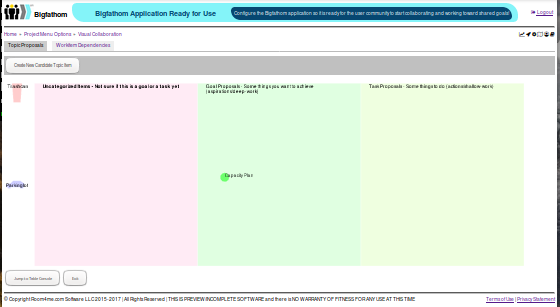 Bigfathom
Bigfathom Application Ready for Use
Configure the Bigfathom application so it is ready for the user community to start collaborating and working toward shared goals
Logout
Home » Project Menu Options » Visual Collaboration
Topic Proposals
Workitem Dependencies
Create New Candidate Topic Item
Trashcan
Uncategorized Items - Not sure if this is a goal or a task yet
Goal Proposals - Some things you want to achieve
(aspiration/deep-work)
Task Proposals - Some things to do (action/shallow-work)
Capacity Plan
Parkinglot
Jump to Table Console
Exit
© Copyright Room4me.com Software LLC 2015-2017 | All Rights Reserved | THIS IS PREVIEW INCOMPLETE SOFTWARE and there is NO WARRANTY OF FITNESS FOR ANY USE AT THIS TIME
Terms of Use | Privacy Statement